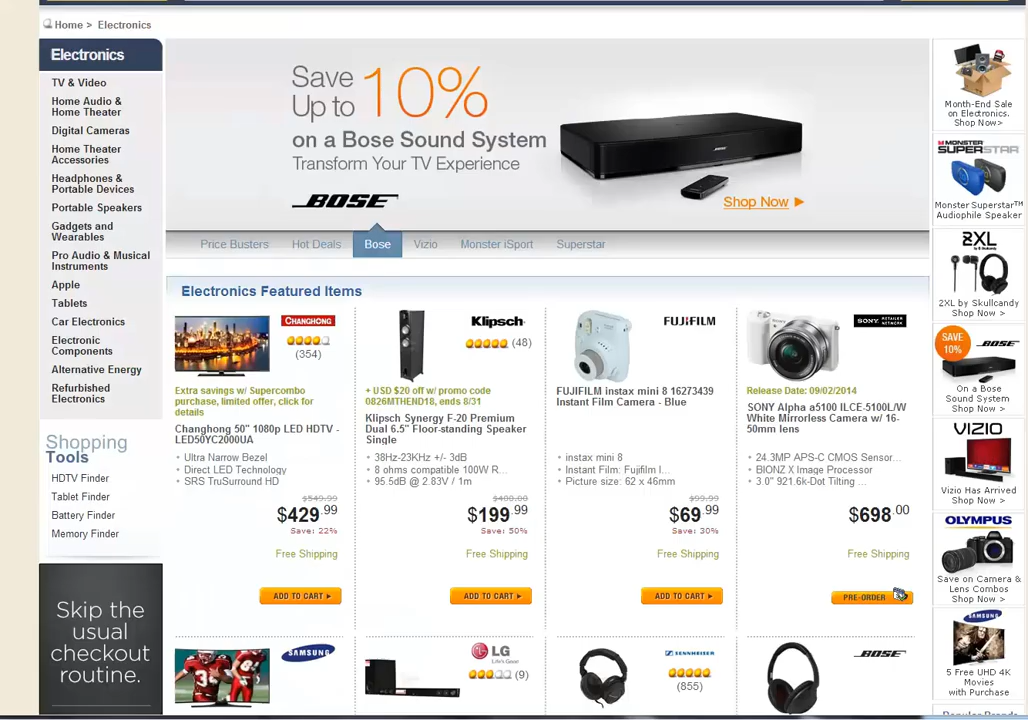 Home > Electronics
Electronics
TV & Video
Home Audio &
Home Theater
Digital Cameras
Home Theater
Accessories
Headphones &
Portable Devices
Portable Speakers
Gadgets and
Wearables
Pro Audio & Musical
Instruments
Apple
Tablets
Car Electronics
Electronic
Components
Alternative Energy
Refurbished
Electronics
Shopping
Tools
HDTV Finder
Tablet Finder
Battery Finder
Memory Finder
Skip the
usual
checkout
routine.
Save
Up to 10%
on a Bose Sound System
Transform Your TV Experience
BOSE
Shop Now
Price Busters Hot Deals Bose Vizio Monster iSport Superstar
Electronics Featured Items
CHANGHONG
(354)
Extra savings w/ Supercombo
purchase, limited offer, click for
details
Changhong 50" 1080p LED HDTV -
LED50YC2000UA
Ultra Narrow Bezel
Direct LED Technology
SRS TruSurround HD
$549.99
$429.99
Save: 22%
Free Shipping
ADD TO CART
Klipsch
(48)
+ USD $20 off w/ promo code
0826MTHEND18, ends 8/31
Klipsch Synergy F-20 Premium
Dual 6.5" Floor-standing Speaker
Single
38Hz-23KHz +/- 3dB
8 ohms compatible 100W R...
95.5dB @ 2.83V / 1m
$199.99
Save: 50%
Free Shipping
ADD TO CART
FUJIFILM
FUJIFILM instax mini 8 16273439
Instant Film Camera - Blue
instax mini 8
Instant Film: Fujifilm I...
Picture size: 62 x 46mm
$99.99
$69.99
Save: 30%
Free Shipping
ADD TO CART
SONY RETAILER NETWORK
Release Date: 09/02/2014
SONY Alpha a5100 ILCE-5100L/W
White Mirrorless Camera w/ 16-
50mm lens
24.3MP APS-C CMOS Sensor...
BIONZ X Image Processor
3.0" 921.6k-Dot Tilting ...
$698.00
Free Shipping
PRE-ORDER
SAMSUNG
LG
Life's Good
(9)
SENNHEISER
(855)
BOSE
Month-End Sale
on Electronics.
Shop Now>
MONSTER
SUPERSTAR
Monster Superstar™
Audiophile Speaker
2XL
2XL by Skullcandy
Shop Now >
SAVE
10%
BOSE
On a Bose
Sound System
Shop Now >
VIZIO
Vizio Has Arrived
Shop Now >
OLYMPUS
Save on Camera &
Lens Combos
Shop Now >
SAMSUNG
5 Free UHD 4K
Movies
with Purchase
Popular Brands